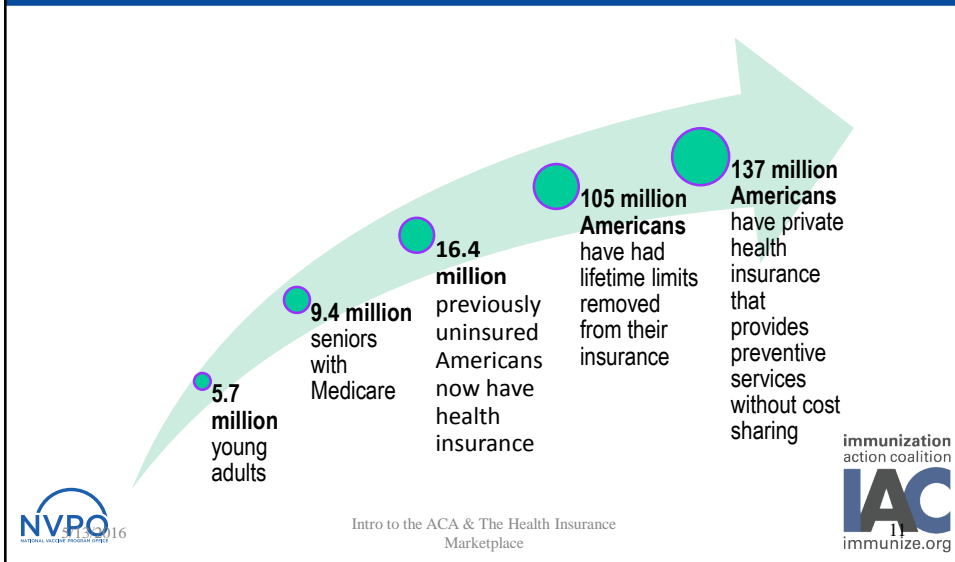 5.7
million
young
adults
9.4 million
seniors
with
Medicare
16.4
million
previously
uninsured
Americans
now have
health
insurance
105 million
Americans
have had
lifetime limits
removed
from their
insurance
137 million
Americans
have private
health
insurance
that
provides
preventive
services
without cost
sharing
NVPO
NATIONAL VACCINE PROGRAM OFFICE
5/13/2016
Intro to the ACA & The Health Insurance
Marketplace
immunization
action coalition
IAC
11
immunize.org